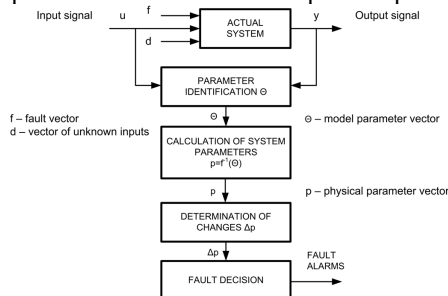 Input signal
u
f
d
ACTUAL
SYSTEM
y
Output signal
PARAMETER
IDENTIFICATION Θ
f – fault vector
d – vector of unknown inputs
Θ
Θ – model parameter vector
CALCULATION OF SYSTEM
PARAMETERS
p=f⁻¹(Θ)
p
p – physical parameter vector
DETERMINATION OF
CHANGES Δp
Δp
FAULT
ALARMS
FAULT DECISION